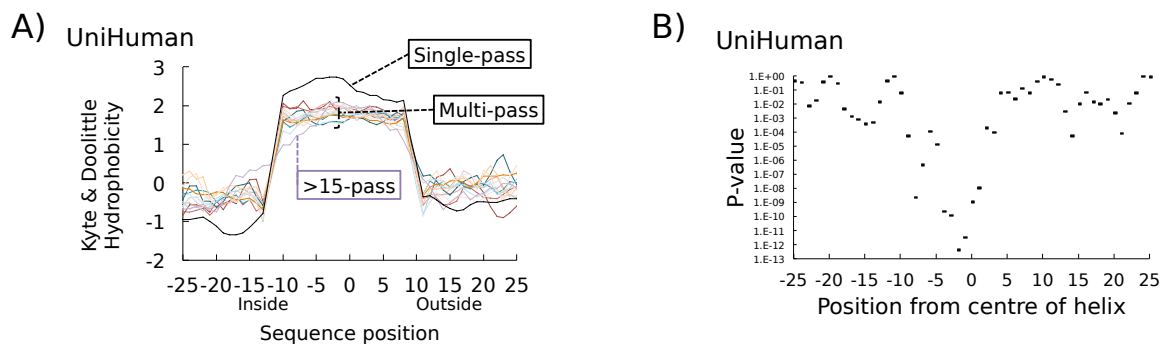 A)
UniHuman
Kyte & Doolittle
Hydrophobicity
3
2
1
0
-1
-2
Single-pass
Multi-pass
>15-pass
-25 -20 -15 -10 -5 0 5 10 15 20 25
Inside Outside
Sequence position
B)
UniHuman
P-value
1.E+00
1.E-01
1.E-02
1.E-03
1.E-04
1.E-05
1.E-06
1.E-07
1.E-08
1.E-09
1.E-10
1.E-11
1.E-12
1.E-13
-25 -20 -15 -10 -5 0 5 10 15 20 25
Position from centre of helix